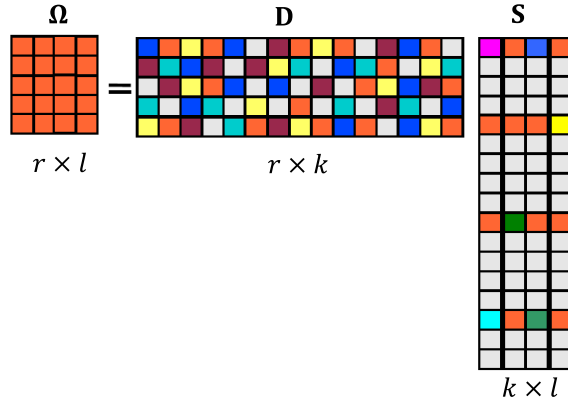 Ω D S
=
r × l r × k
k × l